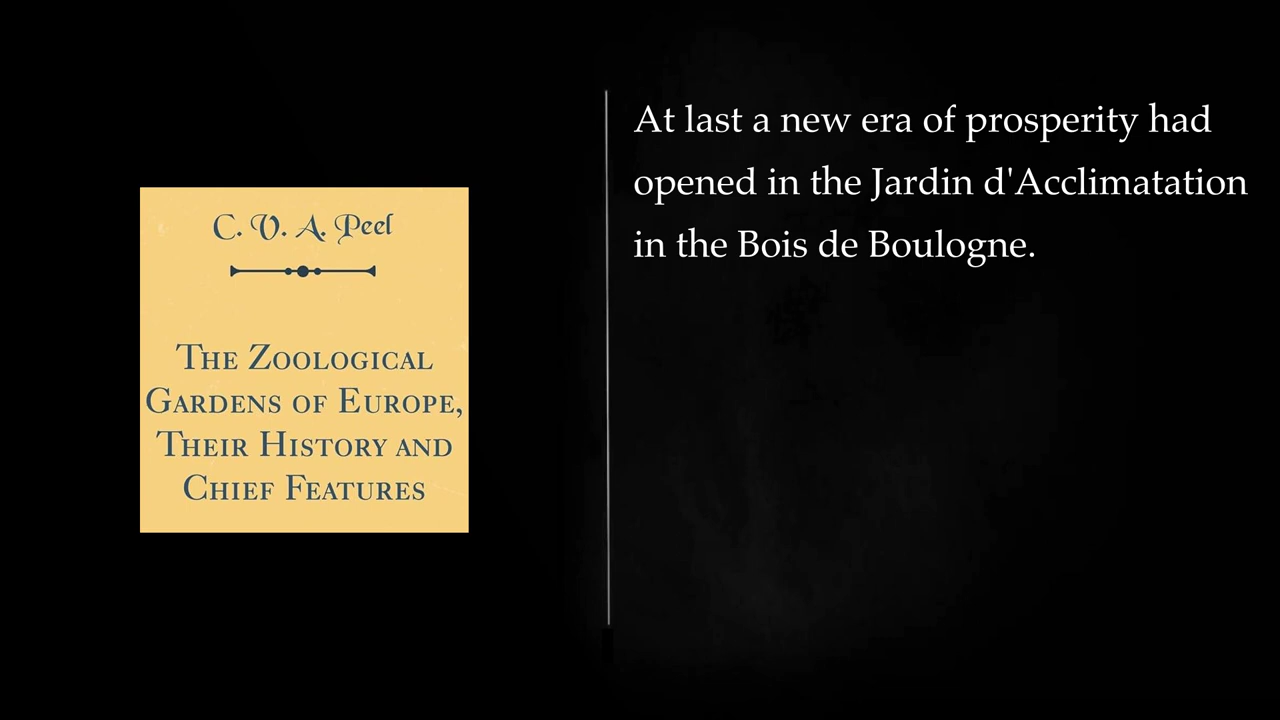 C. V. A. Peel
The Zoological
Gardens of Europe,
Their History and
Chief Features
At last a new era of prosperity had
opened in the Jardin d'Acclimatation
in the Bois de Boulogne.